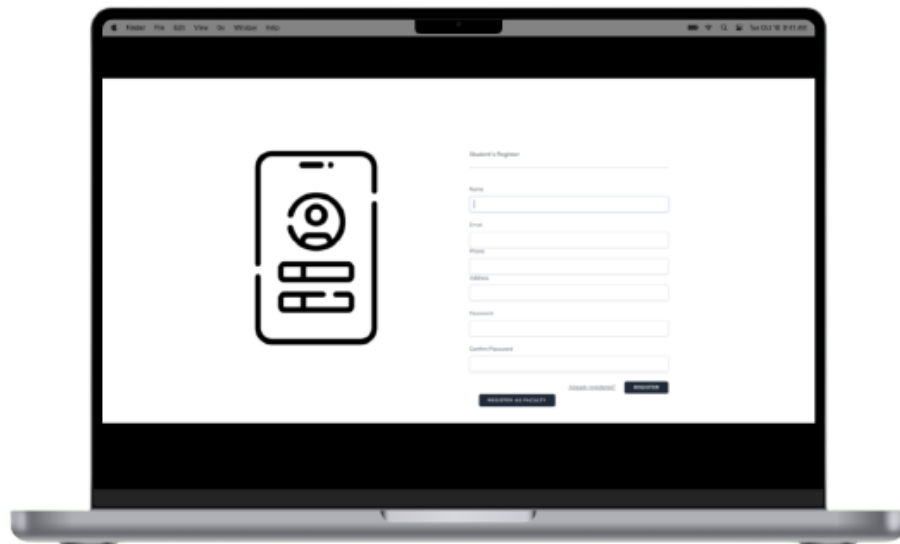 Finder File Edit View Go Window Help
Student's Register
Name
Email
Phone
Address
Password
Confirm Password
Already registered? REGISTER
REGISTER AS FACULTY